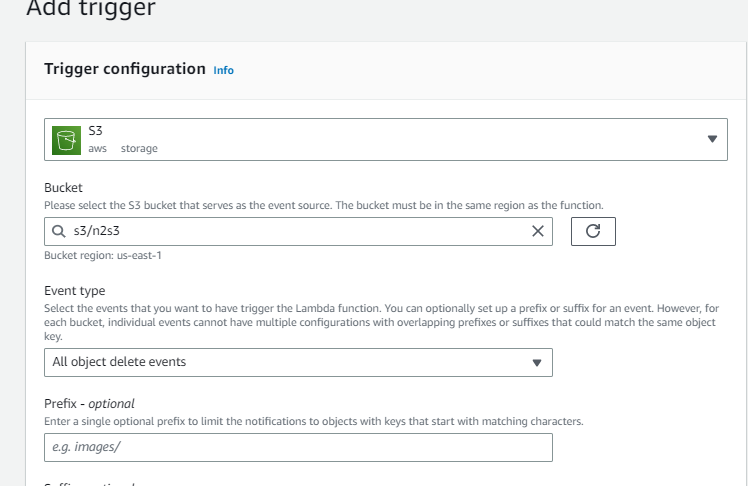 Add trigger
Trigger configuration Info
S3
aws storage
Bucket
Please select the S3 bucket that serves as the event source. The bucket must be in the same region as the function.
s3/n2s3
Bucket region: us-east-1
Event type
Select the events that you want to have trigger the Lambda function. You can optionally set up a prefix or suffix for an event. However, for
each bucket, individual events cannot have multiple configurations with overlapping prefixes or suffixes that could match the same object
key.
All object delete events
Prefix - optional
Enter a single optional prefix to limit the notifications to objects with keys that start with matching characters.
e.g. images/